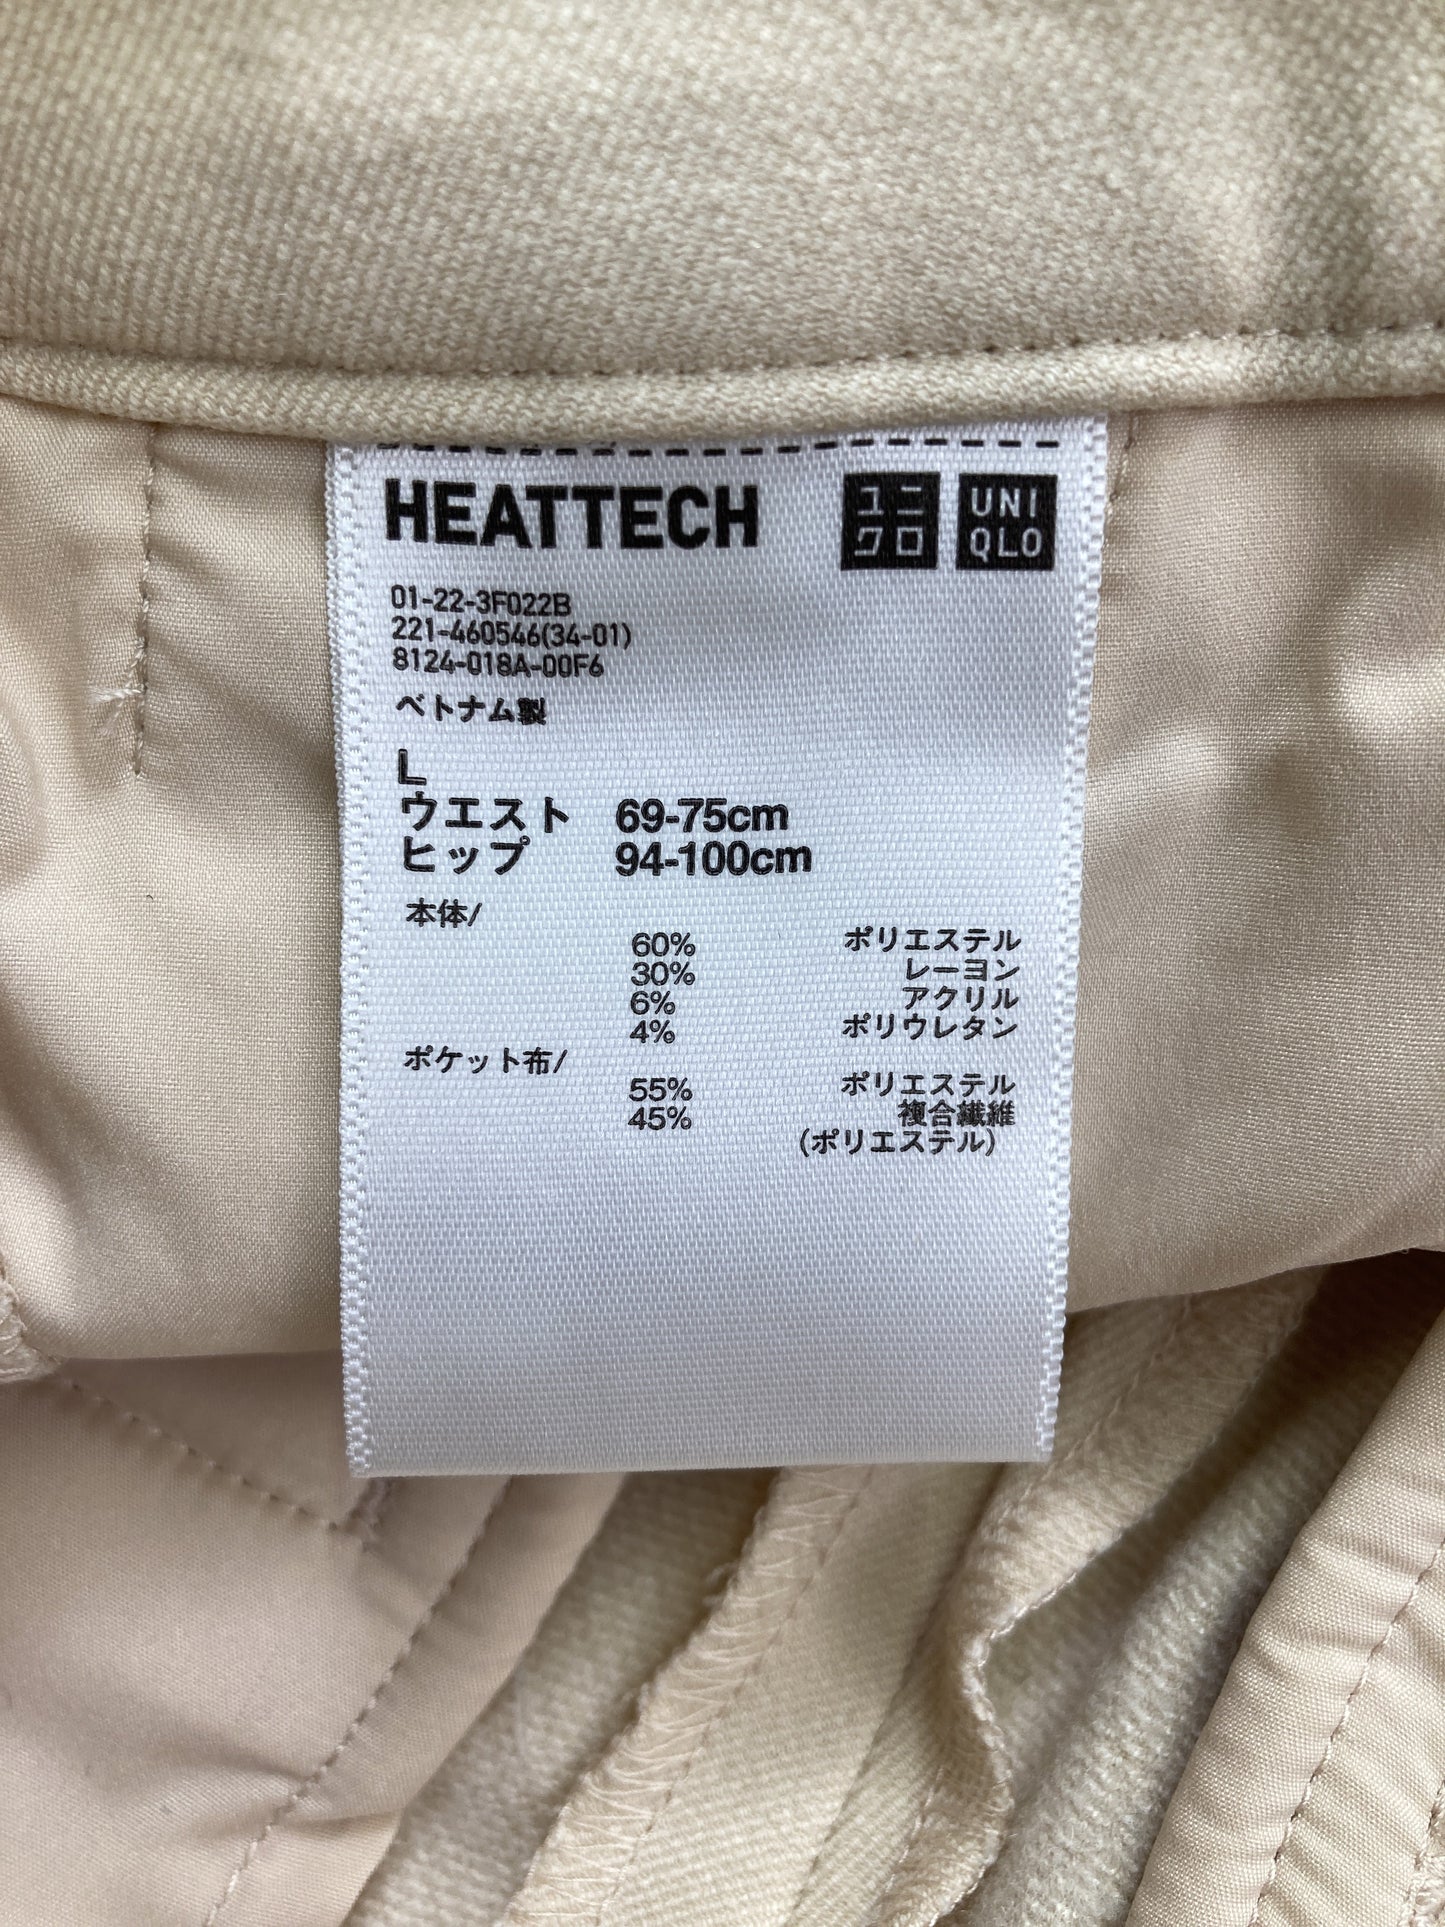 HEATTECH
ユニクロ
UNIQLO
01-22-3F022B
221-460546(34-01)
8124-018A-00F6
ベトナム製
L
ウエスト 69-75cm
ヒップ 94-100cm
本体/
60% ポリエステル
30% レーヨン
6% アクリル
4% ポリウレタン
ポケット布/
55% ポリエステル
45% 複合繊維
(ポリエステル)